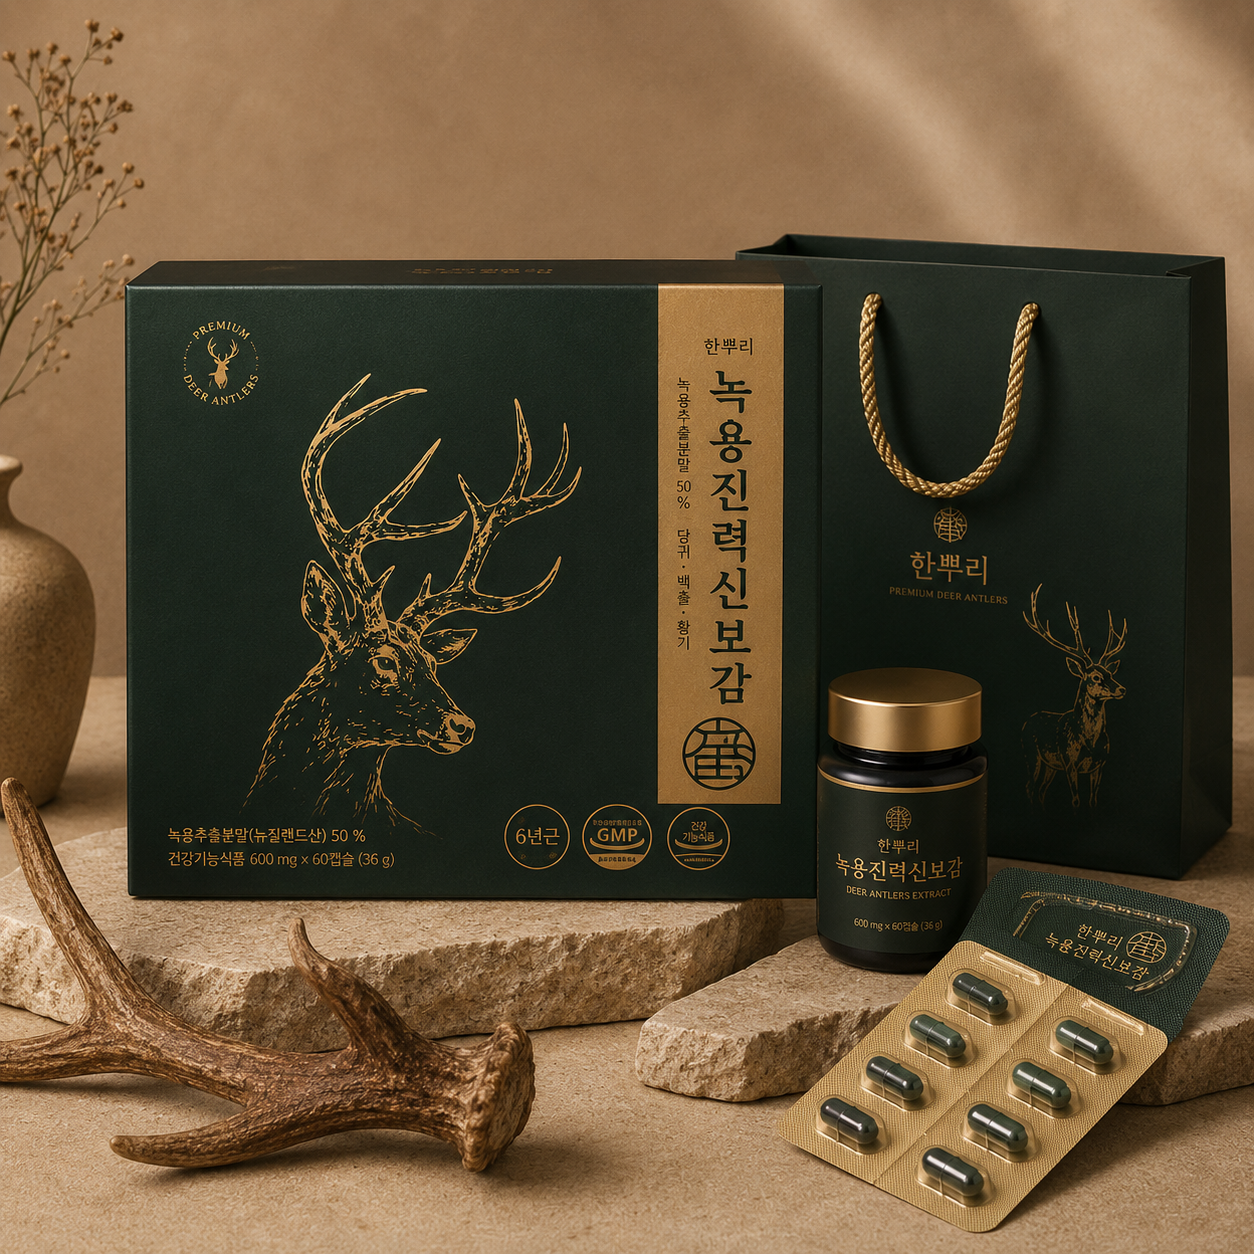 PREMIUM
DEER ANTLERS
한뿌리
녹용진력신보감
녹용추출분말 50% 당귀·백출·황기
녹용추출분말(뉴질랜드산) 50 %
건강기능식품 600 mg × 60캡슐 (36 g)
6년근
GMP
건강
기능식품
한뿌리
PREMIUM DEER ANTLERS
한뿌리
녹용진력신보감
DEER ANTLERS EXTRACT
600 mg × 60캡슐 (36 g)
한뿌리
녹용진력신보감